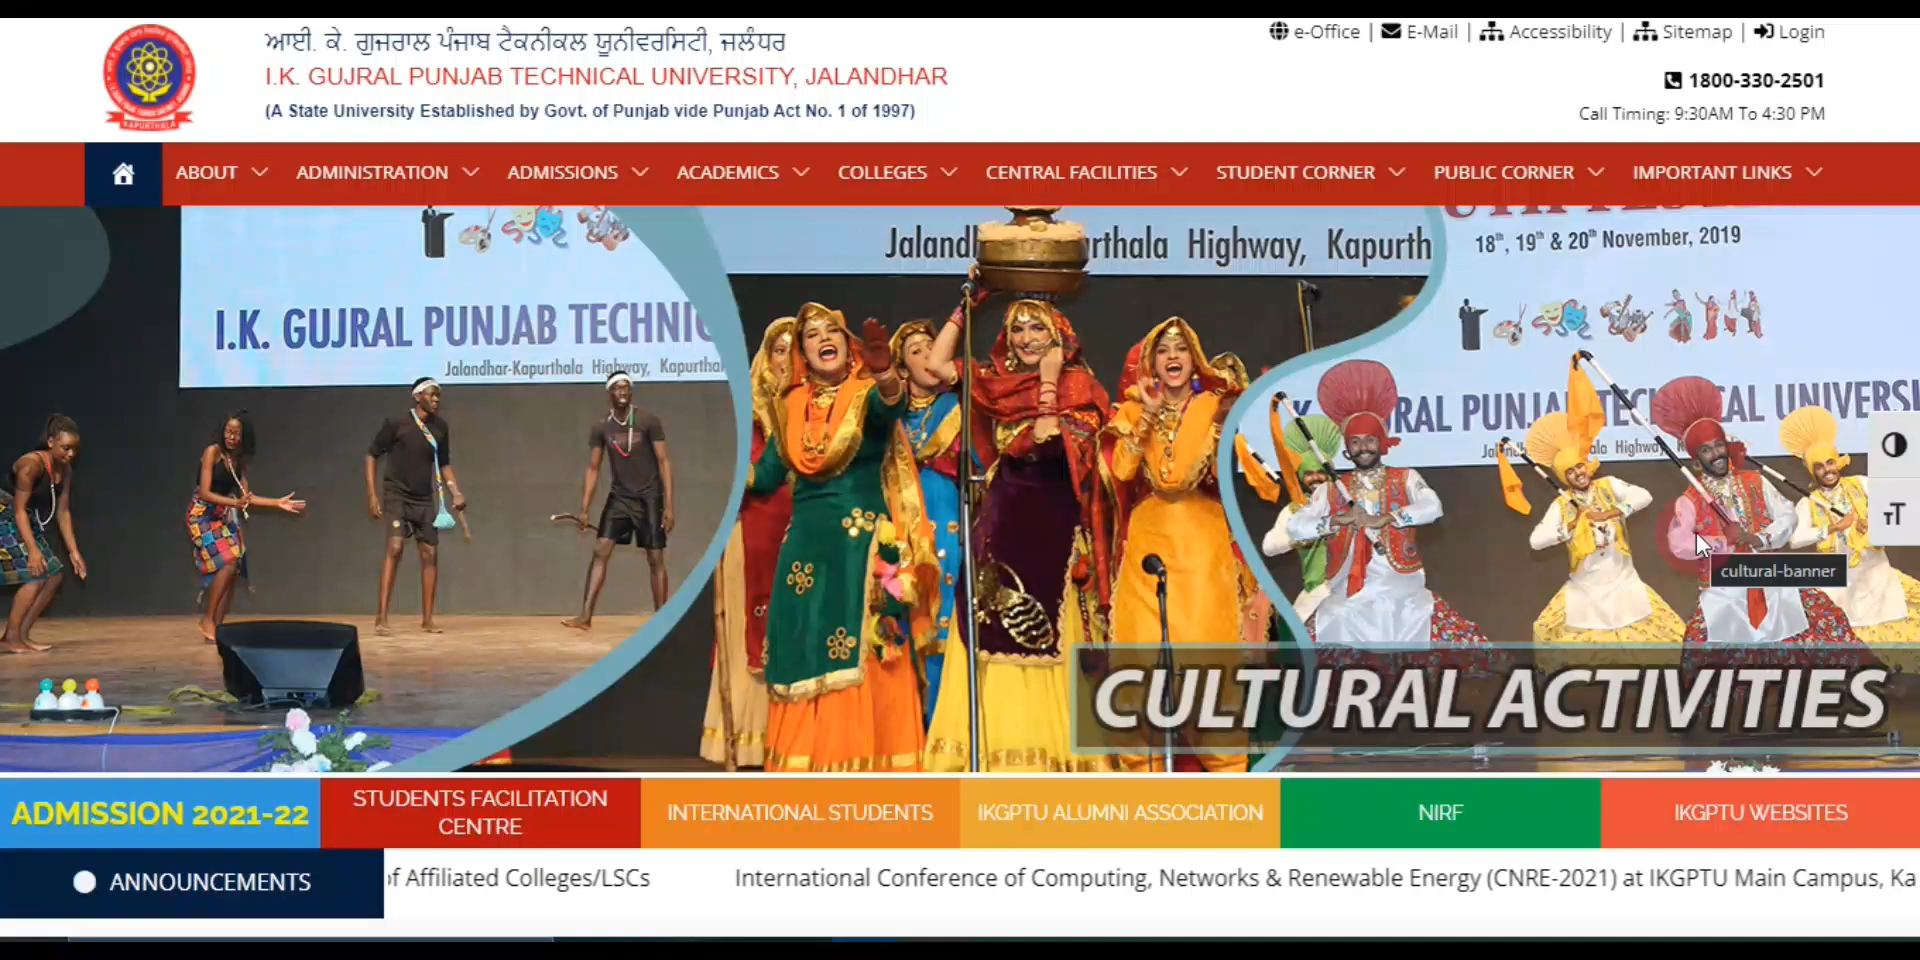 ਆਈ. ਕੇ. ਗੁਜਰਾਲ ਪੰਜਾਬ ਟੈਕਨੀਕਲ ਯੂਨੀਵਰਸਿਟੀ, ਜਲੰਧਰ
I.K. GUJRAL PUNJAB TECHNICAL UNIVERSITY, JALANDHAR
(A State University Established by Govt. of Punjab vide Punjab Act No. 1 of 1997)
e-Office | E-Mail | Accessibility | Sitemap | Login
1800-330-2501
Call Timing: 9:30AM To 4:30 PM
KAPURTHALA
ABOUT ADMINISTRATION ADMISSIONS ACADEMICS COLLEGES CENTRAL FACILITIES STUDENT CORNER PUBLIC CORNER IMPORTANT LINKS
18th, 19th & 20th November, 2019
Highway, Kapurth
I.K. GUJRAL PUNJAB TECHNIC
Jalandhar-Kapurthala Highway, Kapurthal
cultural-banner
CULTURAL ACTIVITIES
ADMISSION 2021-22
STUDENTS FACILITATION
CENTRE
INTERNATIONAL STUDENTS
IKGPTU ALUMNI ASSOCIATION
NIRF
IKGPTU WEBSITES
ANNOUNCEMENTS
of Affiliated Colleges/LSCs International Conference of Computing, Networks & Renewable Energy (CNRE-2021) at IKGPTU Main Campus, Ka